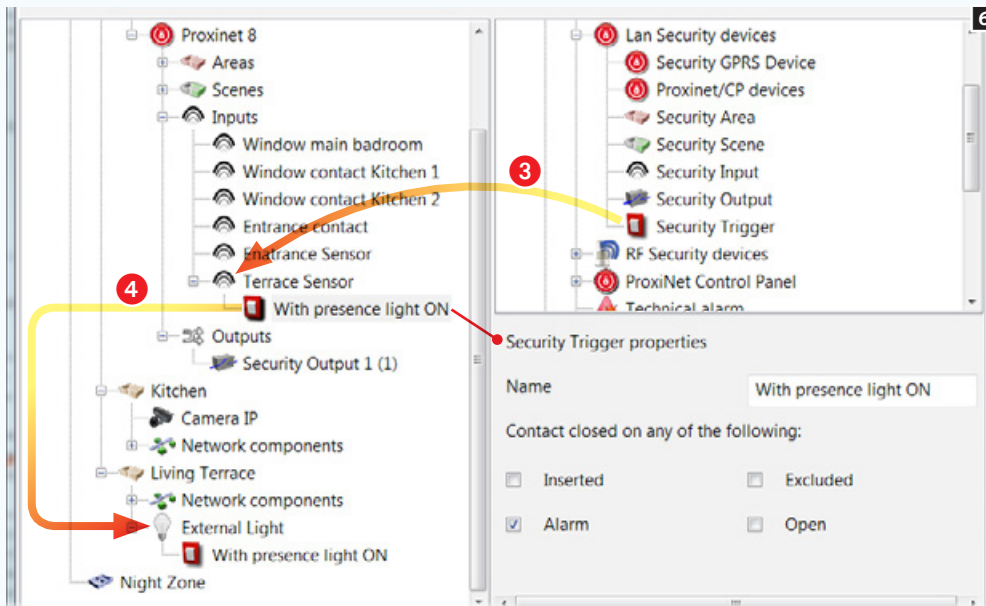 Proxinet 8
Areas
Scenes
Inputs
Window main badroom
Window contact Kitchen 1
Window contact Kitchen 2
Entrance contact
Enatrance Sensor
Terrace Sensor
With presence light ON
Outputs
Security Output 1 (1)
Kitchen
Camera IP
Network components
Living Terrace
Network components
External Light
With presence light ON
Night Zone
3
4
6
Lan Security devices
Security GPRS Device
Proxinet/CP devices
Security Area
Security Scene
Security Input
Security Output
Security Trigger
RF Security devices
ProxiNet Control Panel
Technical alarm
Security Trigger properties
Name With presence light ON
Contact closed on any of the following:
Inserted Excluded
Alarm Open